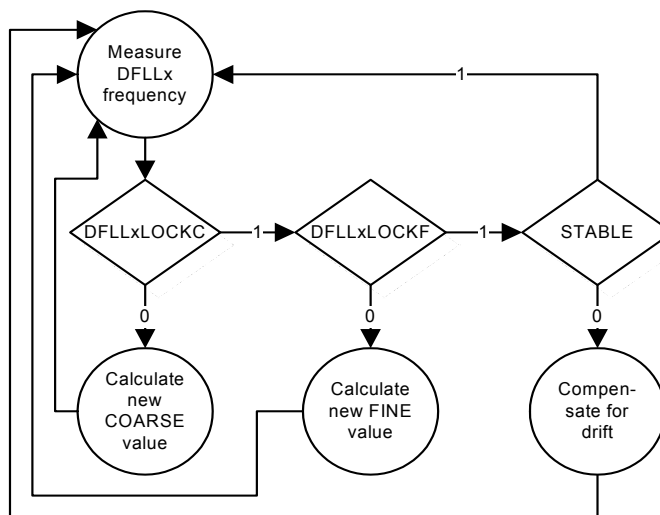 Measure
DFLLx
frequency
1
DFLLxLOCKC
1
DFLLxLOCKF
1
STABLE
0
0
0
Calculate
new
COARSE
value
Calculate
new FINE
value
Compen-
sate for
drift